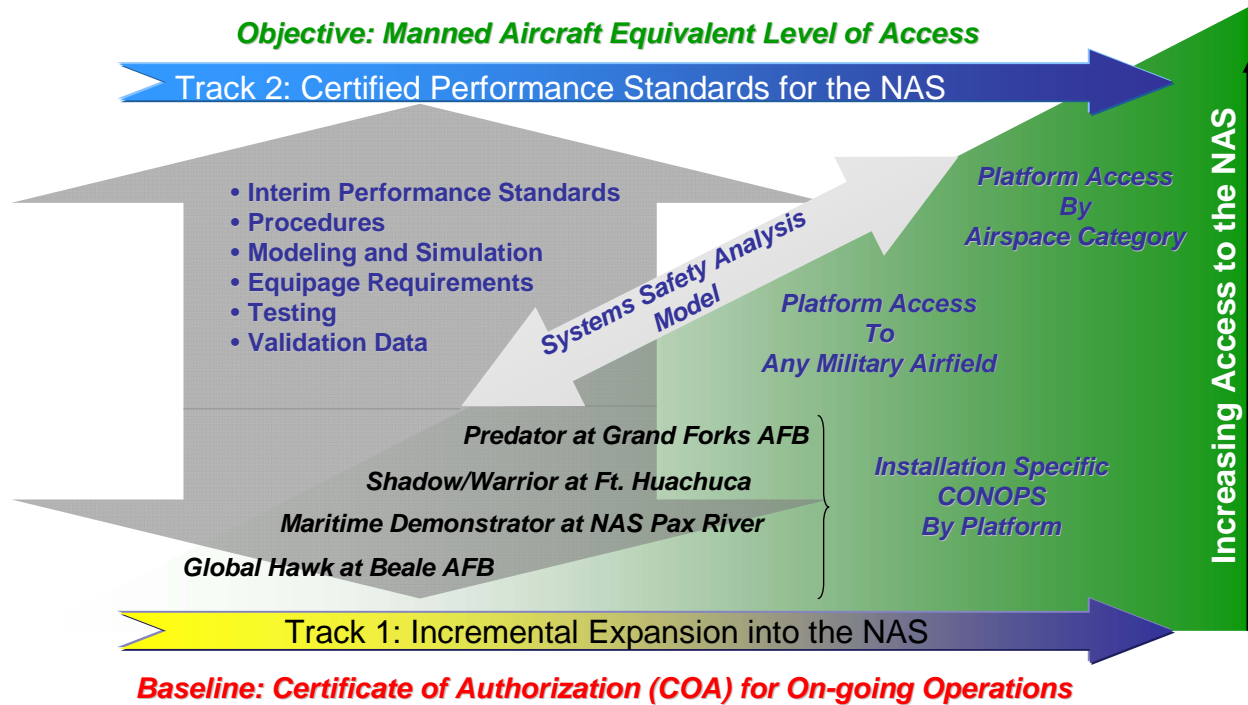 Objective: Manned Aircraft Equivalent Level of Access
Track 2: Certified Performance Standards for the NAS
• Interim Performance Standards
• Procedures
• Modeling and Simulation
• Equipage Requirements
• Testing
• Validation Data
Systems Safety Analysis
Model
Platform Access
By
Airspace Category
Platform Access
To
Any Military Airfield
Predator at Grand Forks AFB
Shadow/Warrior at Ft. Huachuca
Maritime Demonstrator at NAS Pax River
Global Hawk at Beale AFB
Installation Specific
CONOPS
By Platform
Increasing Access to the NAS
Track 1: Incremental Expansion into the NAS
Baseline: Certificate of Authorization (COA) for On-going Operations